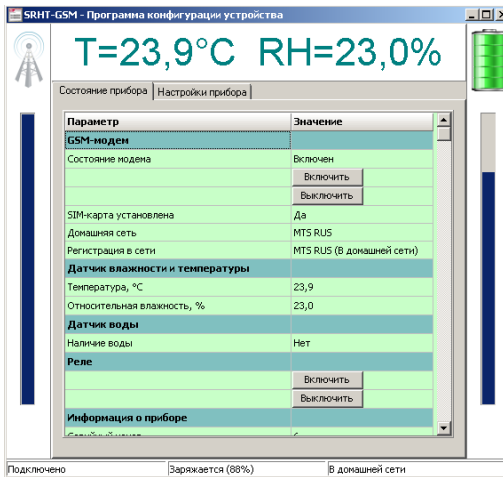 SRHT-GSM - Программа конфигурации устройства
T=23,9°C RH=23,0%
Состояние прибора Настройки прибора
Параметр Значение
GSM-модем
Состояние модема Включен
Включить
Выключить
SIM-карта установлена Да
Домашняя сеть MTS RUS
Регистрация в сети MTS RUS (В домашней сети)
Датчик влажности и температуры
Температура, °C 23,9
Относительная влажность, % 23,0
Датчик воды
Наличие воды Нет
Реле
Включить
Выключить
Информация о приборе
Подключено Заряжается (88%) В домашней сети